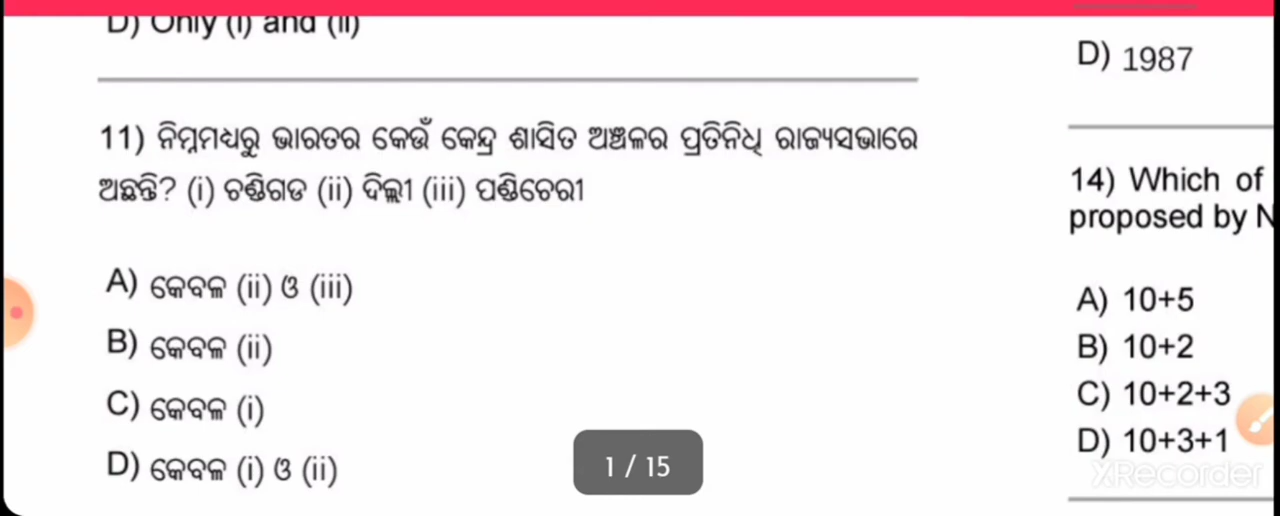 D) Only (i) and (ii)
11) ନିମ୍ନମଧ୍ୟରୁ ଭାରତର କେଉଁ କେନ୍ଦ୍ର ଶାସିତ ଅଞ୍ଚଳର ପ୍ରତିନିଧି ରାଜ୍ୟସଭାରେ
ଅଛନ୍ତି? (i) ଚଣ୍ଡିଗଡ (ii) ଦିଲ୍ଲୀ (iii) ପଣ୍ଡିଚେରୀ
A) କେବଳ (ii) ଓ (iii)
B) କେବଳ (ii)
C) କେବଳ (i)
D) କେବଳ (i) ଓ (ii)
1 / 15
D) 1987
14) Which of
proposed by N
A) 10+5
B) 10+2
C) 10+2+3
D) 10+3+1
XRecorder